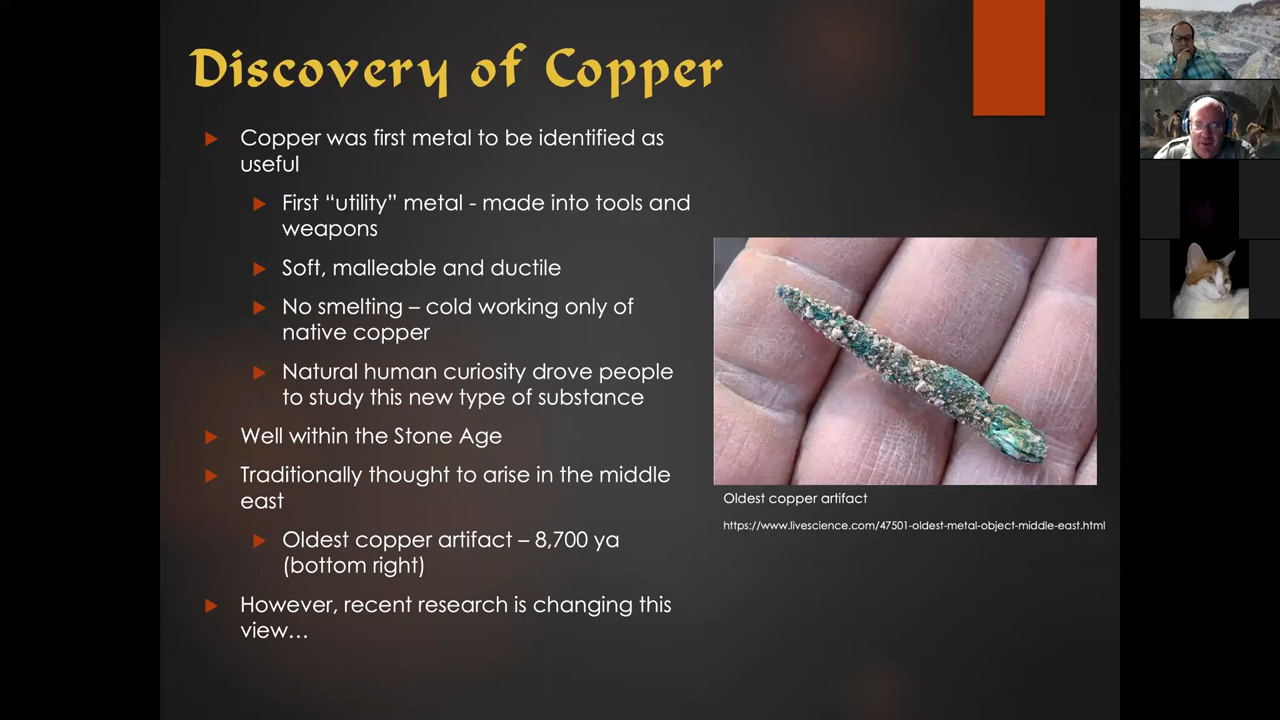 Discovery of Copper
Copper was first metal to be identified as
useful
First “utility” metal - made into tools and
weapons
Soft, malleable and ductile
No smelting – cold working only of
native copper
Natural human curiosity drove people
to study this new type of substance
Well within the Stone Age
Traditionally thought to arise in the middle
east
Oldest copper artifact – 8,700 ya
(bottom right)
However, recent research is changing this
view…
Oldest copper artifact
https://www.livescience.com/47501-oldest-metal-object-middle-east.html